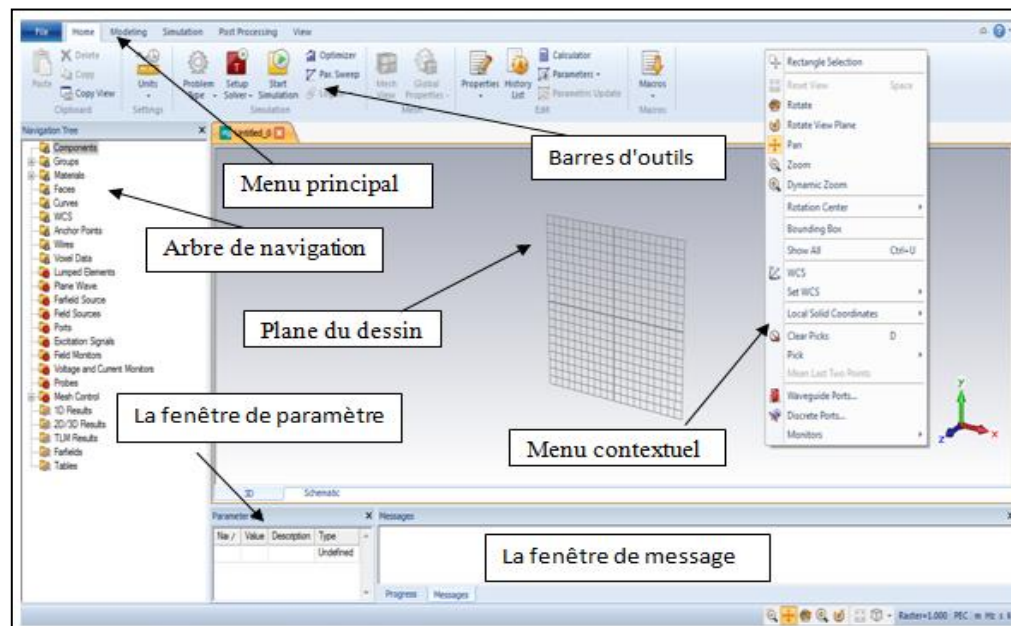 File Home Modeling Simulation Post Processing View
Delete
Copy
Paste
Copy View
Clipboard
Units
Settings
Problem Type
Setup Solver
Start Simulation
Optimizer
Par. Sweep
Simulation
Mesh View
Global Properties
Properties
History List
Calculator
Parameters
Parametric Update
Edit
Macros
Macros
Navigation Tree
Components
Groups
Materials
Faces
Curves
WCS
Anchor Points
Wires
Voxel Data
Lumped Elements
Plane Wave
Farfield Source
Field Sources
Ports
Excitation Signals
Field Monitors
Voltage and Current Monitors
Probes
Mesh Control
1D Results
2D/3D Results
TLM Results
Farfields
Tables
Menu principal
Barres d'outils
Arbre de navigation
Plane du dessin
La fenêtre de paramètre
Menu contextuel
Rectangle Selection
Reset View Space
Rotate
Rotate View Plane
Pan
Zoom
Dynamic Zoom
Rotation Center
Bounding Box
Show All Ctrl+U
WCS
Set WCS
Local Solid Coordinates
Clear Picks D
Pick
Mean Last Two Points
Waveguide Ports...
Discrete Ports...
Monitors
y
z x
3D Schematic
Parameter
Value Description Type
Undefined
Messages
La fenêtre de message
Progress Messages
Raster=1.000 PEC m Hz s